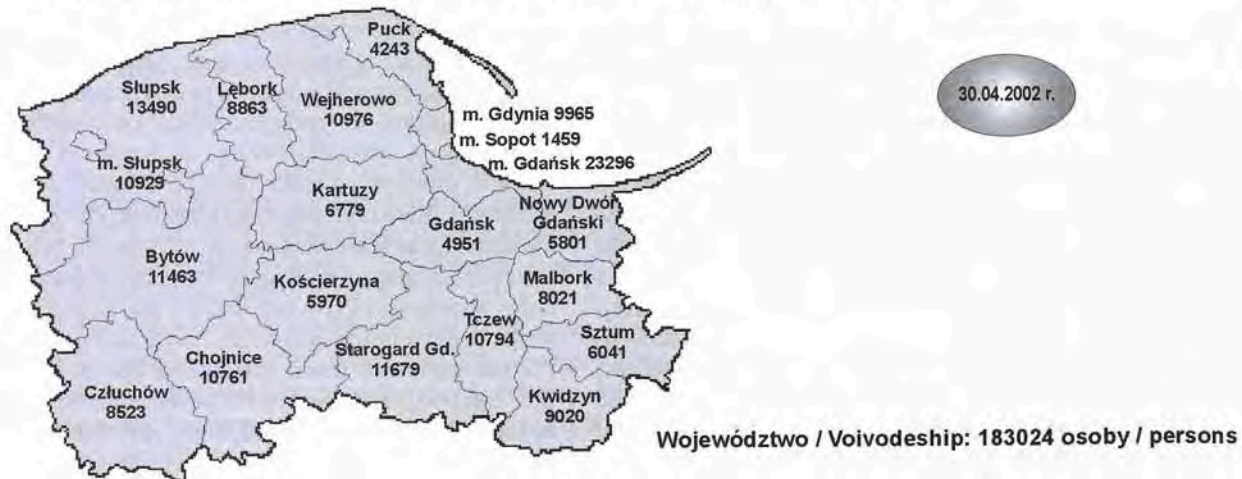 Puck
4243
30.04.2002 r.
Słupsk
13490
Lębork
8863
Wejherowo
10976
m. Gdynia 9965
m. Sopot 1459
m. Gdańsk 23296
m. Słupsk
10929
Kartuzy
6779
Gdańsk
4951
Nowy Dwór
Gdański
5801
Bytów
11463
Kościerzyna
5970
Malbork
8021
Tczew
10794
Sztum
6041
Chojnice
10761
Starogard Gd.
11679
Człuchów
8523
Kwidzyn
9020
Województwo / Voivodeship: 183024 osoby / persons